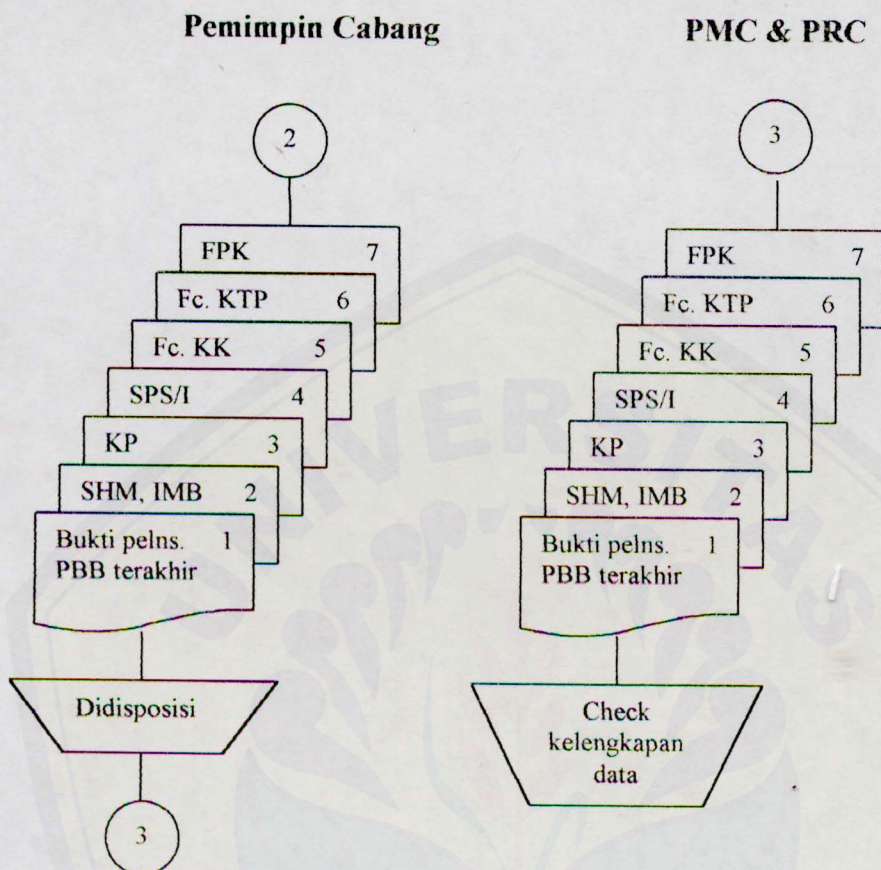 Pemimpin Cabang
2
FPK 7
Fc. KTP 6
Fc. KK 5
SPS/I 4
KP 3
SHM, IMB 2
Bukti pelns. 1
PBB terakhir
Didisposisi
3
PMC & PRC
3
FPK 7
Fc. KTP 6
Fc. KK 5
SPS/I 4
KP 3
SHM, IMB 2
Bukti pelns. 1
PBB terakhir
Check
kelengkapan
data
UNIVERSITAS